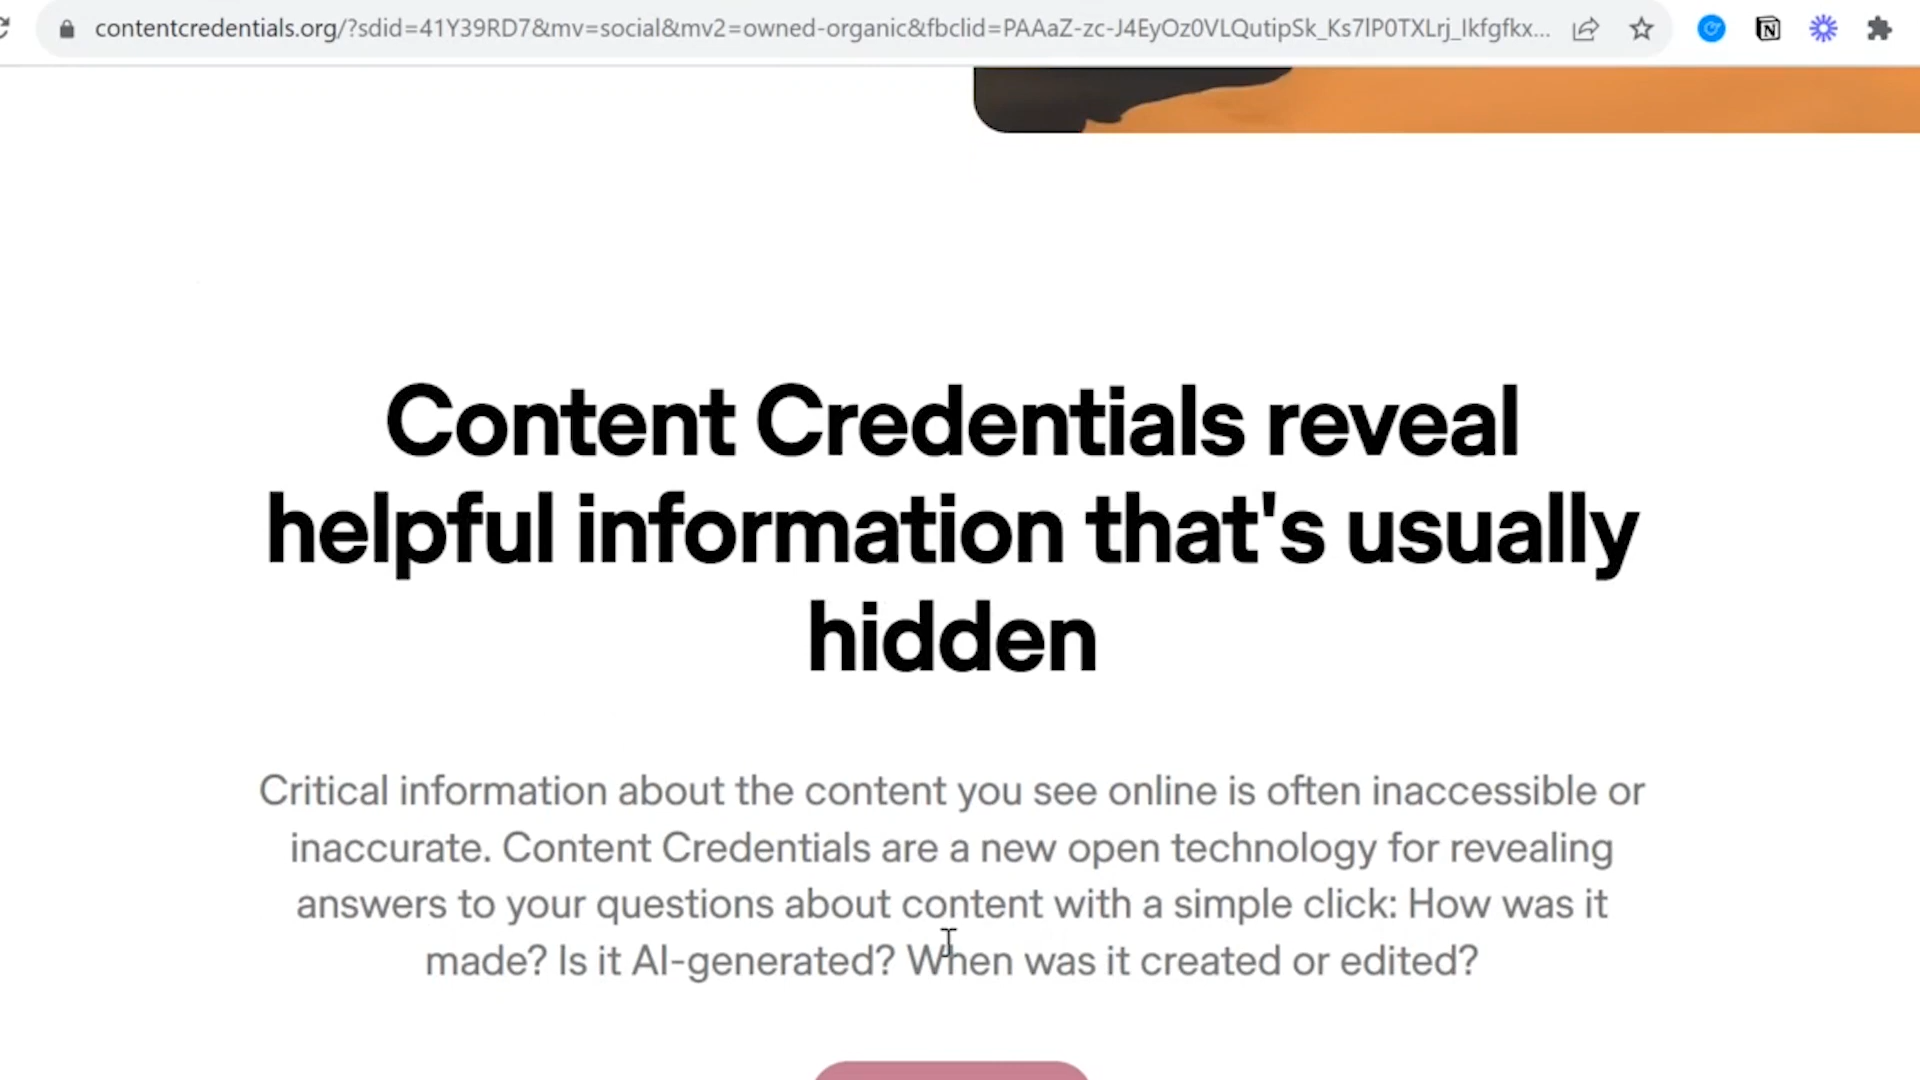 contentcredentials.org/?sdid=41Y39RD7&mv=social&mv2=owned-organic&fbclid=PAAaZ-zc-J4EyOz0VLQutipSk_Ks7lP0TXLrj_Ikfgfkx...
Content Credentials reveal
helpful information that's usually
hidden
Critical information about the content you see online is often inaccessible or
inaccurate. Content Credentials are a new open technology for revealing
answers to your questions about content with a simple click: How was it
made? Is it AI-generated? When was it created or edited?